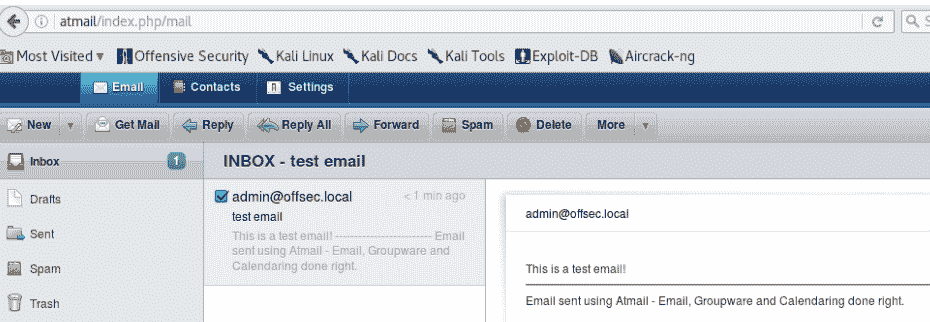 atmail/index.php/mail
Most Visited Offensive Security Kali Linux Kali Docs Kali Tools Exploit-DB Aircrack-ng
Email Contacts Settings
New Get Mail Reply Reply All Forward Spam Delete More
Inbox 1
Drafts
Sent
Spam
Trash
INBOX - test email
admin@offsec.local < 1 min ago
test email
This is a test email! -------------------------- Email
sent using Atmail - Email, Groupware and
Calendaring done right.
admin@offsec.local
This is a test email!
Email sent using Atmail - Email, Groupware and Calendaring done right.